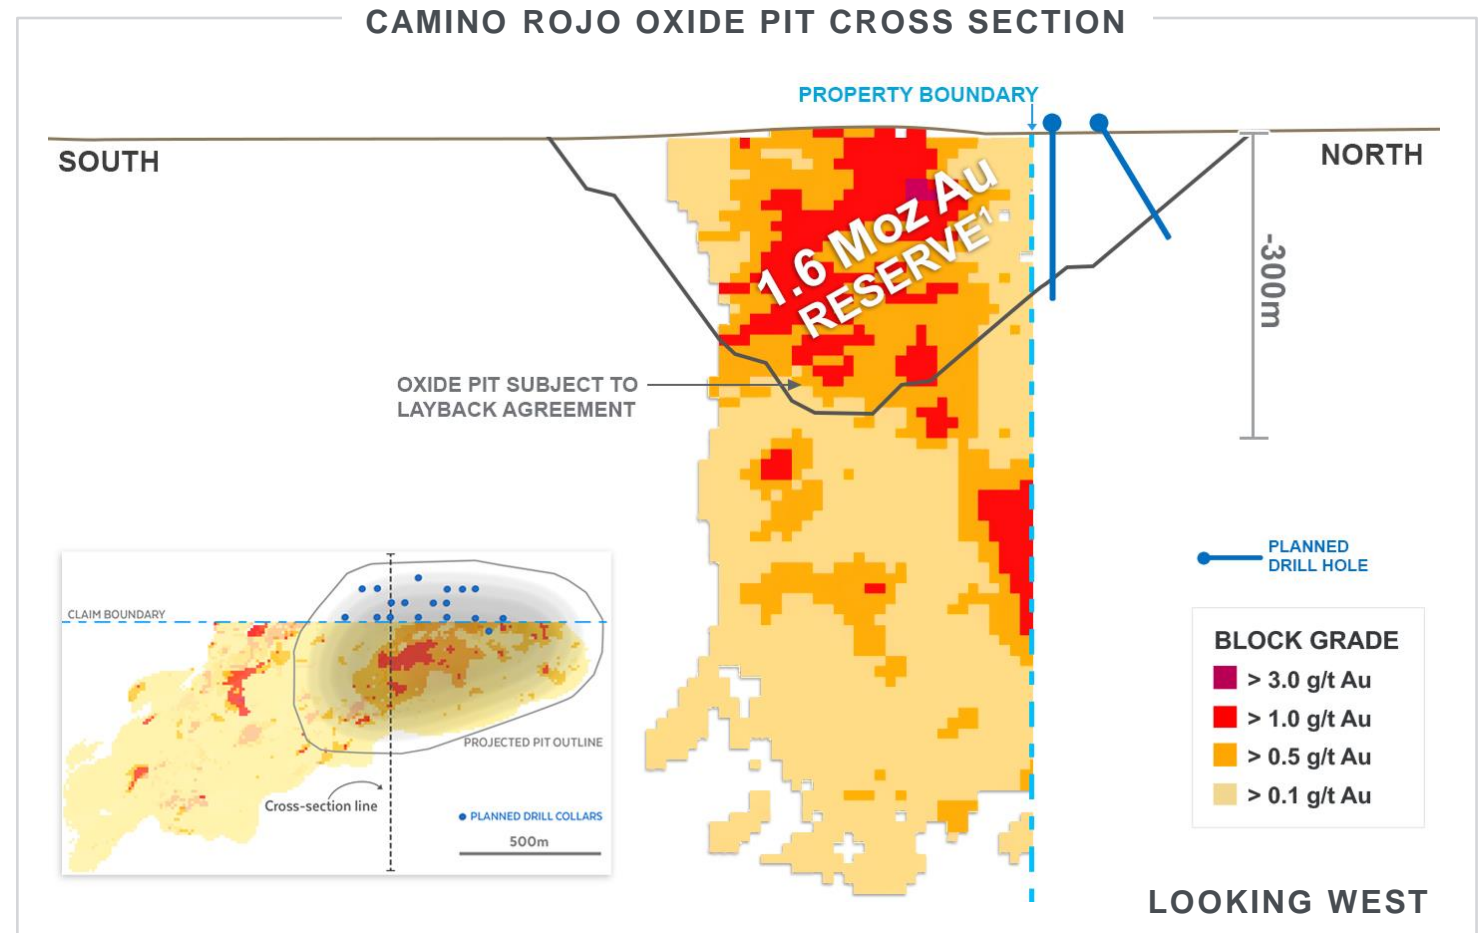 CAMINO ROJO OXIDE PIT CROSS SECTION
PROPERTY BOUNDARY
SOUTH
NORTH
1.6 Moz Au
RESERVE¹
-300m
OXIDE PIT SUBJECT TO
LAYBACK AGREEMENT
PLANNED
DRILL HOLE
CLAIM BOUNDARY
PROJECTED PIT OUTLINE
Cross-section line
PLANNED DRILL COLLARS
500m
BLOCK GRADE
> 3.0 g/t Au
> 1.0 g/t Au
> 0.5 g/t Au
> 0.1 g/t Au
LOOKING WEST